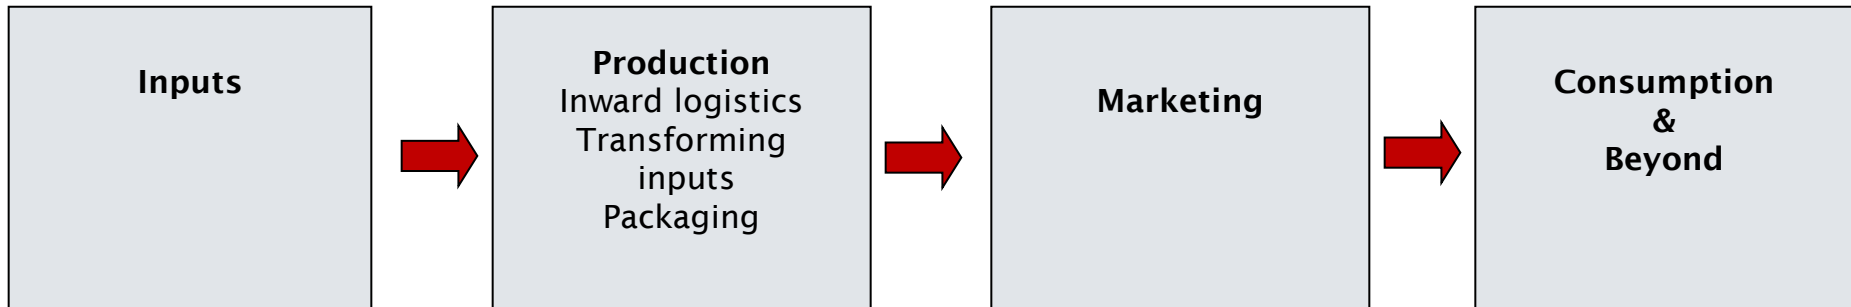 Inputs
Production
Inward logistics
Transforming
inputs
Packaging
Marketing
Consumption
&
Beyond